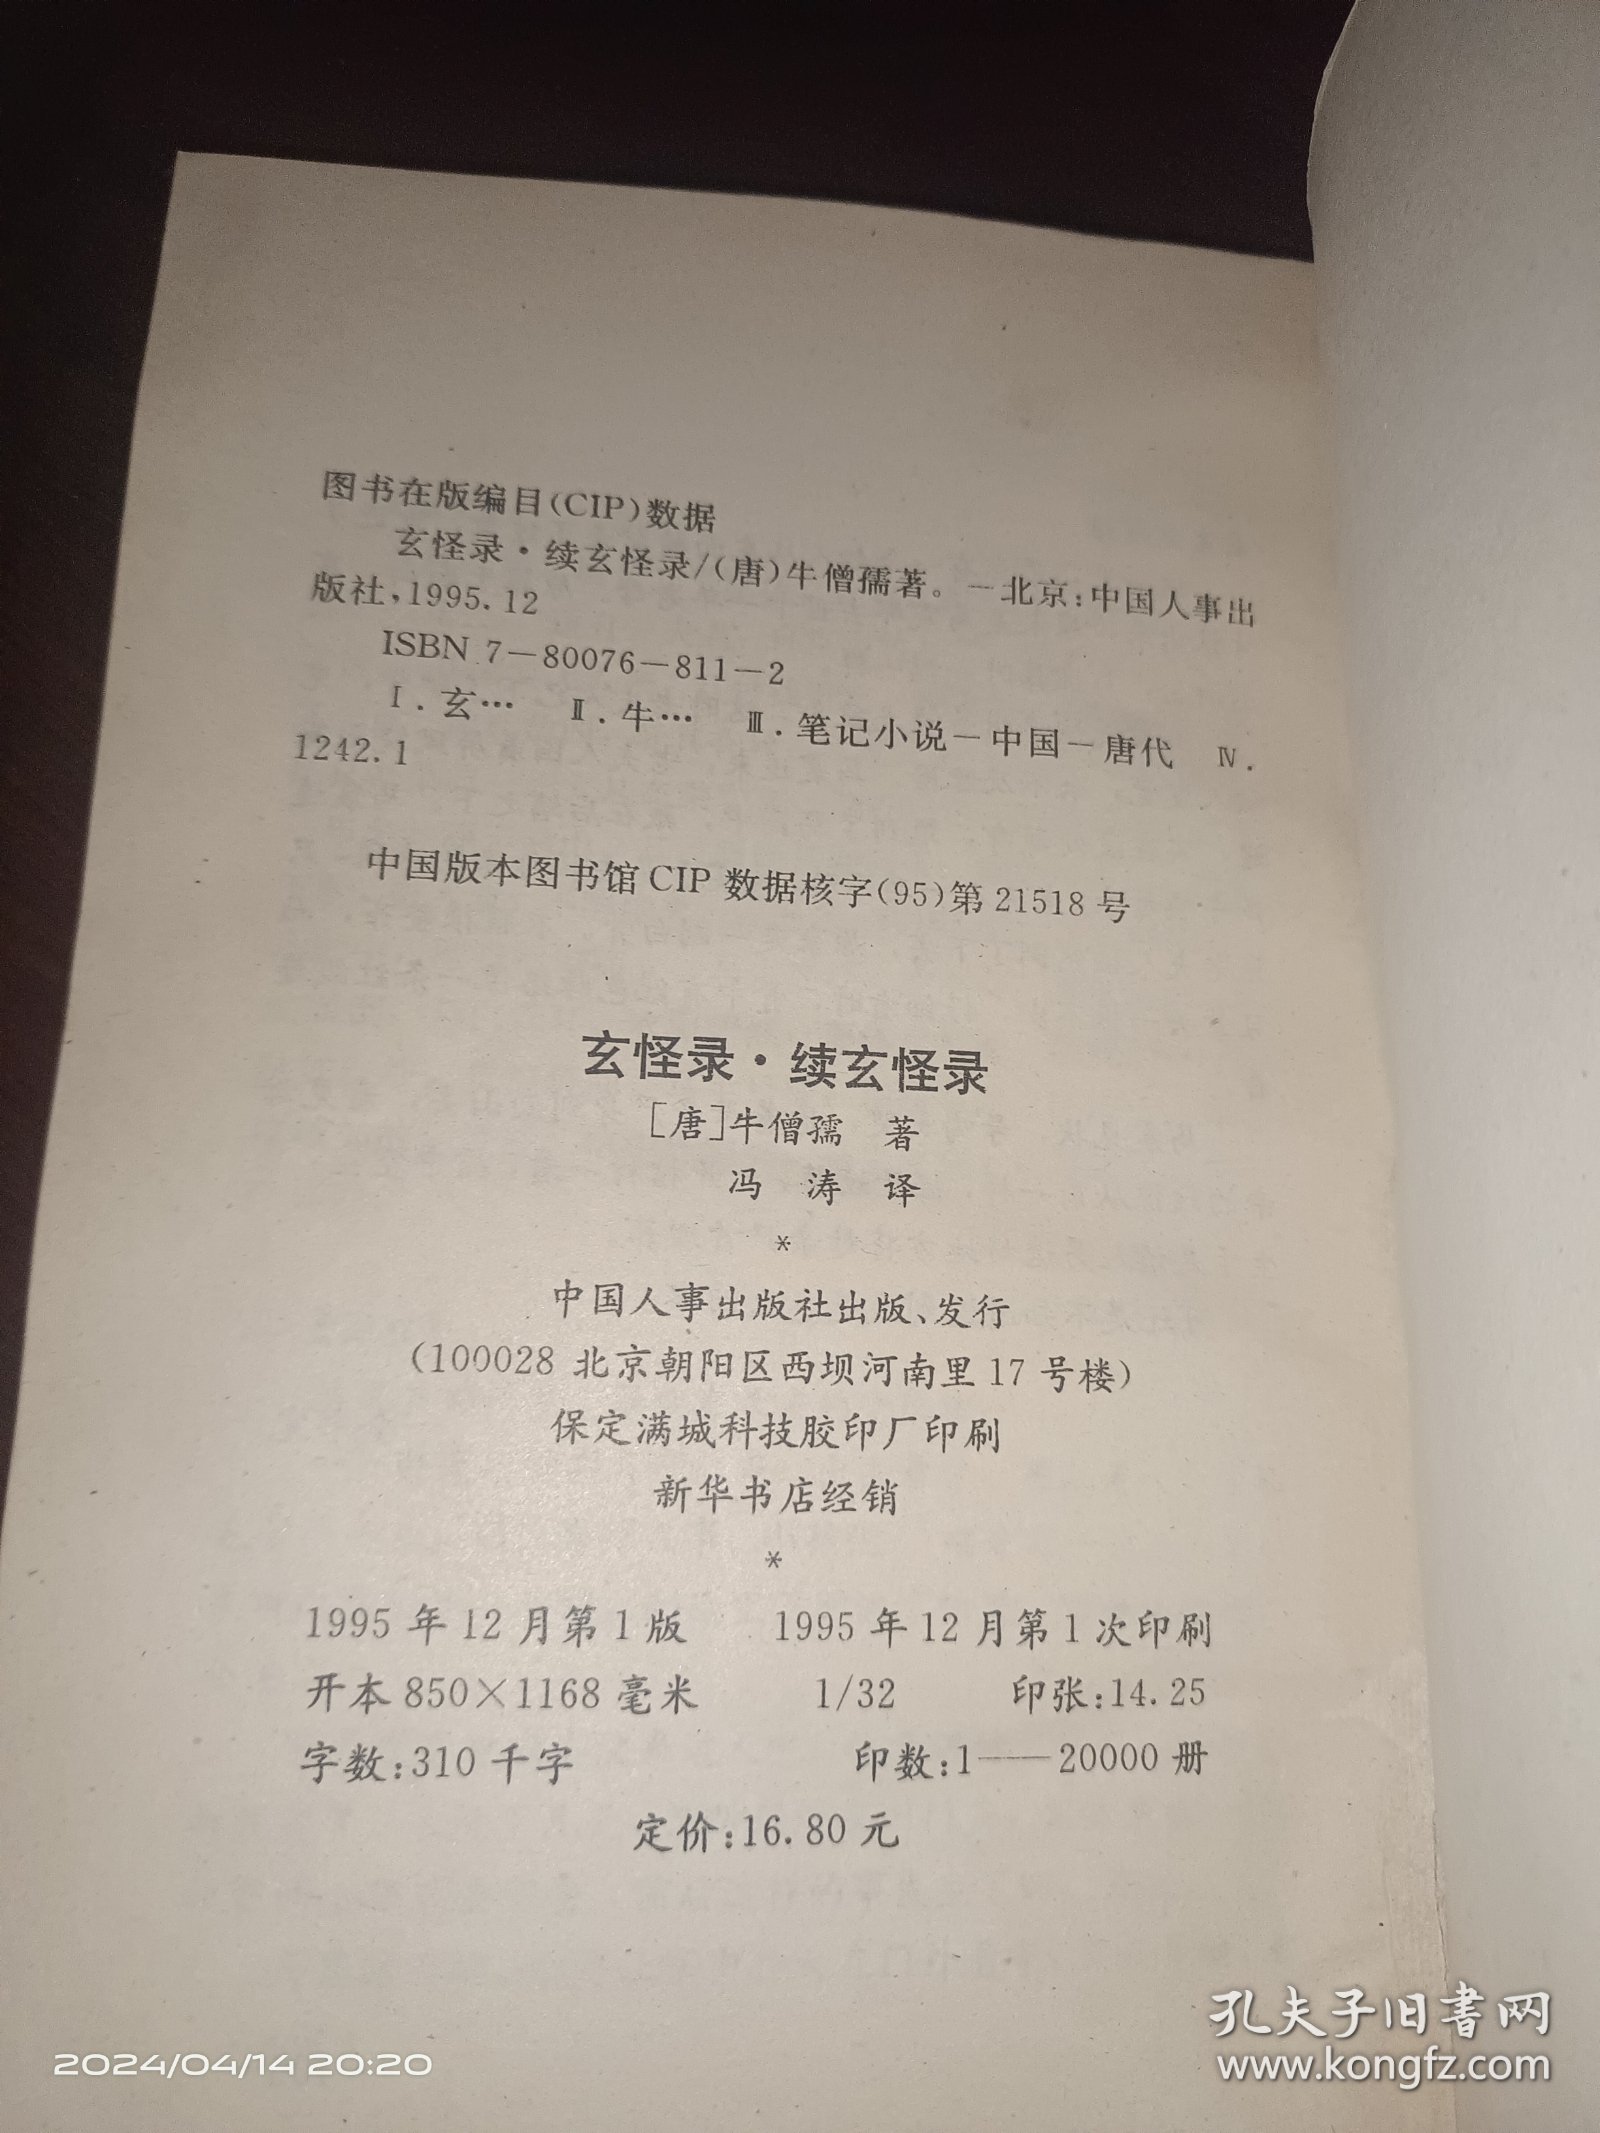 图书在版编目(CIP)数据
玄怪录·续玄怪录/(唐)牛僧孺著。—北京:中国人事出
版社,1995.12
ISBN 7—80076—811—2
Ⅰ.玄… Ⅱ.牛… Ⅲ.笔记小说—中国—唐代 Ⅳ.
1242.1
中国版本图书馆CIP数据核字(95)第21518号
玄怪录·续玄怪录
[唐]牛僧孺 著
冯涛 译
*
中国人事出版社出版、发行
(100028 北京朝阳区西坝河南里17号楼)
保定满城科技胶印厂印刷
新华书店经销
*
1995年12月第1版 1995年12月第1次印刷
开本850×1168毫米 1/32 印张:14.25
字数:310千字 印数:1——20000册
定价:16.80元
孔夫子旧书网
2024/04/14 20:20 www.kongfz.com